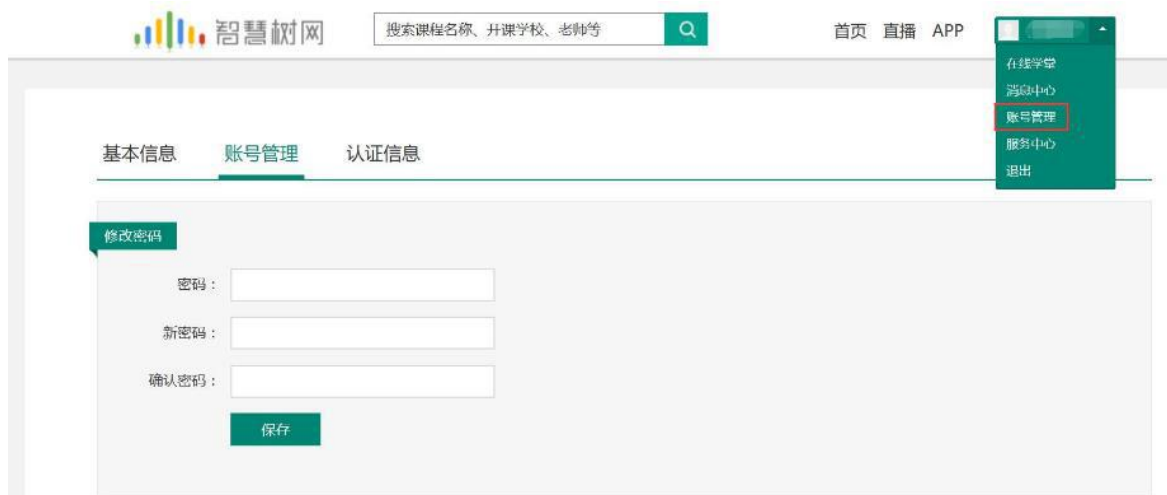 智慧树网
搜索课程名称、开课学校、老师等
首页 直播 APP
在线学堂
消息中心
账号管理
服务中心
退出
基本信息 账号管理 认证信息
修改密码
密码：
新密码：
确认密码：
保存